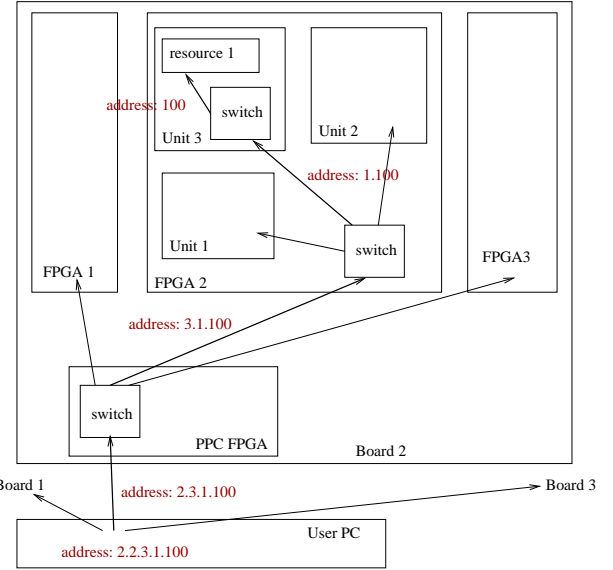 resource 1
address: 100
switch
Unit 3
Unit 2
address: 1.100
Unit 1
switch
FPGA 1
FPGA 2
FPGA3
address: 3.1.100
switch
PPC FPGA
Board 2
Board 1
address: 2.3.1.100
Board 3
User PC
address: 2.2.3.1.100